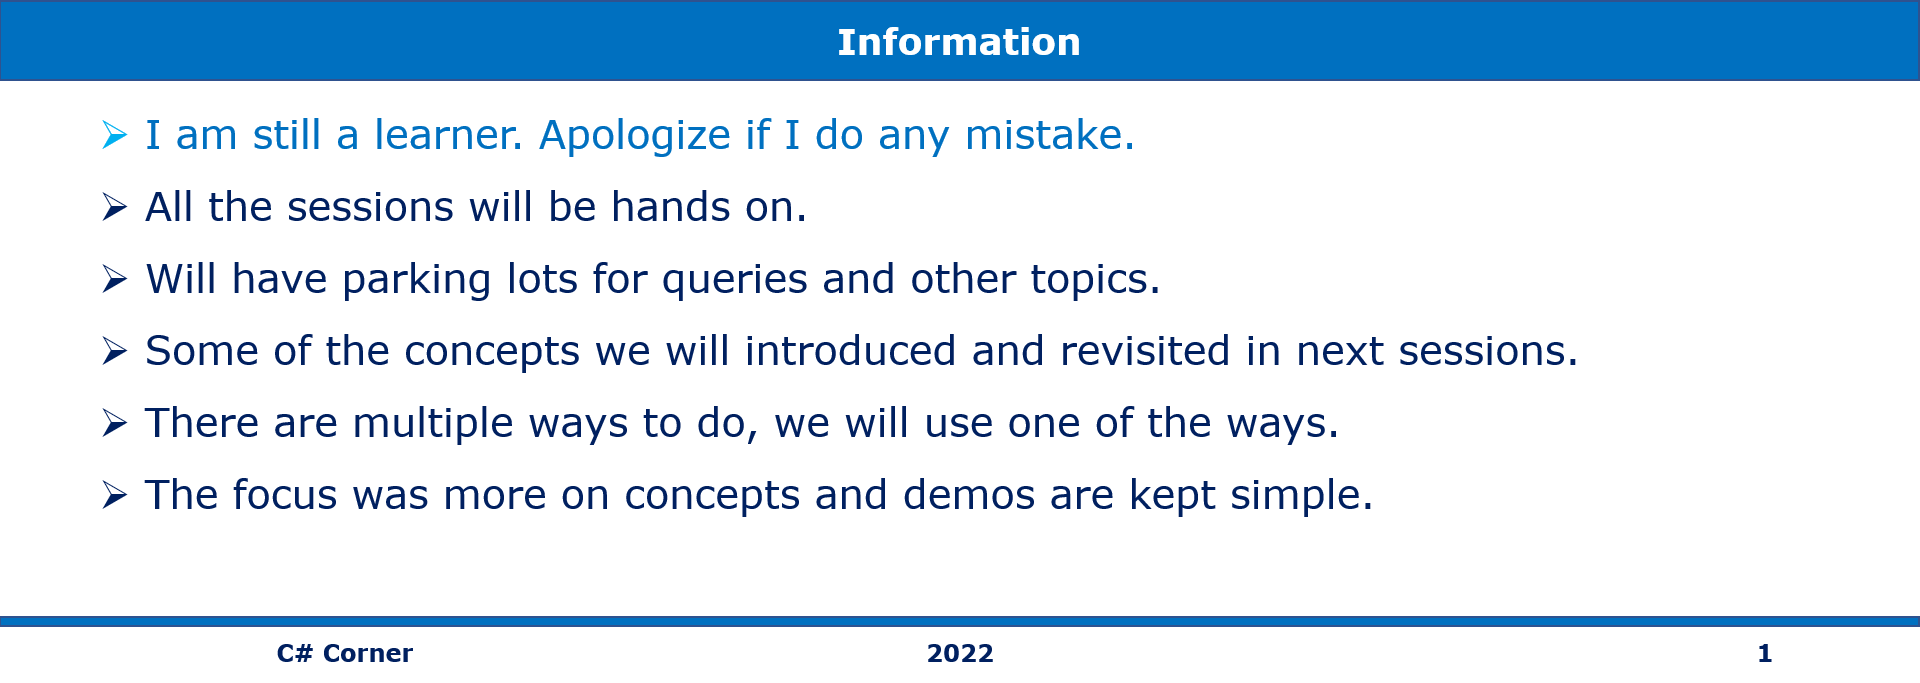 Information
I am still a learner. Apologize if I do any mistake.
All the sessions will be hands on.
Will have parking lots for queries and other topics.
Some of the concepts we will introduced and revisited in next sessions.
There are multiple ways to do, we will use one of the ways.
The focus was more on concepts and demos are kept simple.
C# Corner 2022 1